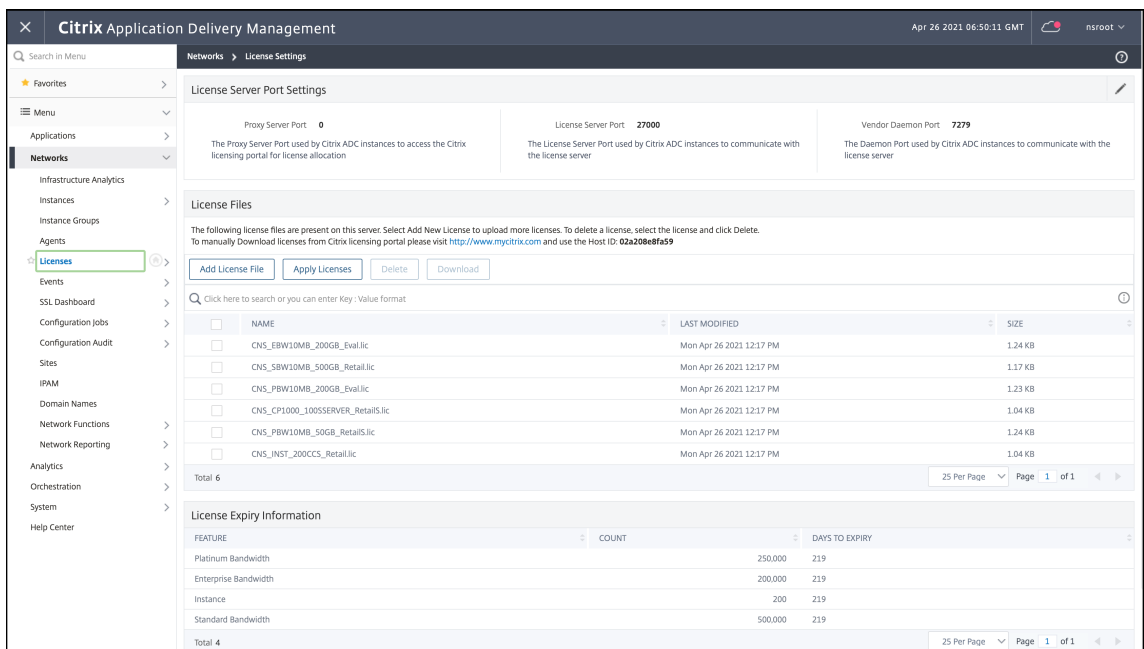 Citrix Application Delivery Management
Apr 26 2021 06:50:11 GMT
nsroot
Search in Menu
Networks > License Settings
Favorites
Menu
Applications
Networks
Infrastructure Analytics
Instances
Instance Groups
Agents
Licenses
Events
SSL Dashboard
Configuration Jobs
Configuration Audit
Sites
IPAM
Domain Names
Network Functions
Network Reporting
Analytics
Orchestration
System
Help Center
License Server Port Settings
Proxy Server Port 0
The Proxy Server Port used by Citrix ADC instances to access the Citrix
licensing portal for license allocation
License Server Port 27000
The License Server Port used by Citrix ADC instances to communicate with
the license server
Vendor Daemon Port 7279
The Daemon Port used by Citrix ADC instances to communicate with the
license server
License Files
The following license files are present on this server. Select Add New License to upload more licenses. To delete a license, select the license and click Delete.
To manually Download licenses from Citrix licensing portal please visit http://www.mycitrix.com and use the Host ID: 02a208e8fa59
Add License File Apply Licenses Delete Download
Click here to search or you can enter Key : Value format
NAME LAST MODIFIED SIZE
CNS_EBW10MB_200GB_Eval.lic Mon Apr 26 2021 12:17 PM 1.24 KB
CNS_SBW10MB_500GB_Retail.lic Mon Apr 26 2021 12:17 PM 1.17 KB
CNS_PBW10MB_200GB_Eval.lic Mon Apr 26 2021 12:17 PM 1.23 KB
CNS_CP1000_100SSERVER_RetailS.lic Mon Apr 26 2021 12:17 PM 1.04 KB
CNS_PBW10MB_50GB_RetailS.lic Mon Apr 26 2021 12:17 PM 1.24 KB
CNS_INST_200CCS_Retail.lic Mon Apr 26 2021 12:17 PM 1.04 KB
Total 6 25 Per Page Page 1 of 1
License Expiry Information
FEATURE COUNT DAYS TO EXPIRY
Platinum Bandwidth 250,000 219
Enterprise Bandwidth 200,000 219
Instance 200 219
Standard Bandwidth 500,000 219
Total 4 25 Per Page Page 1 of 1